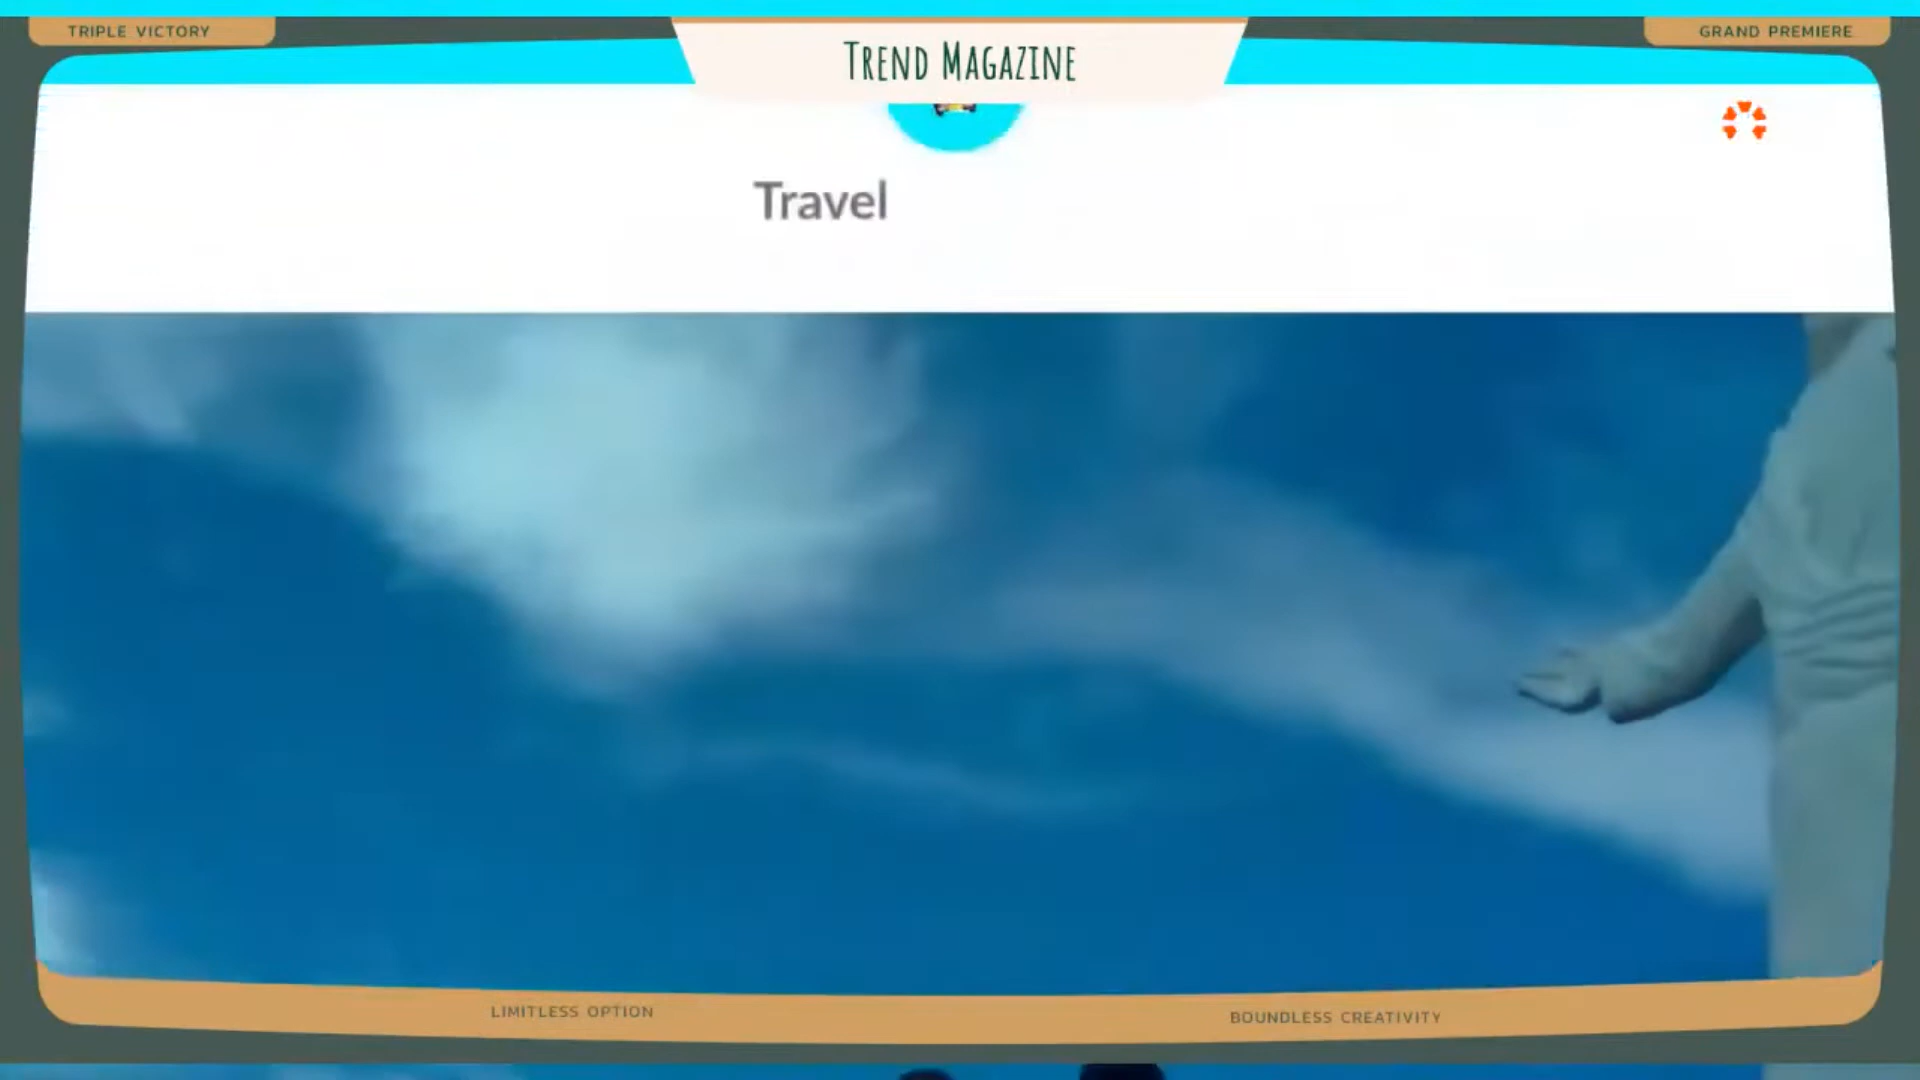 TRIPLE VICTORY
GRAND PREMIERE
TREND MAGAZINE
Travel
LIMITLESS OPTION
BOUNDLESS CREATIVITY